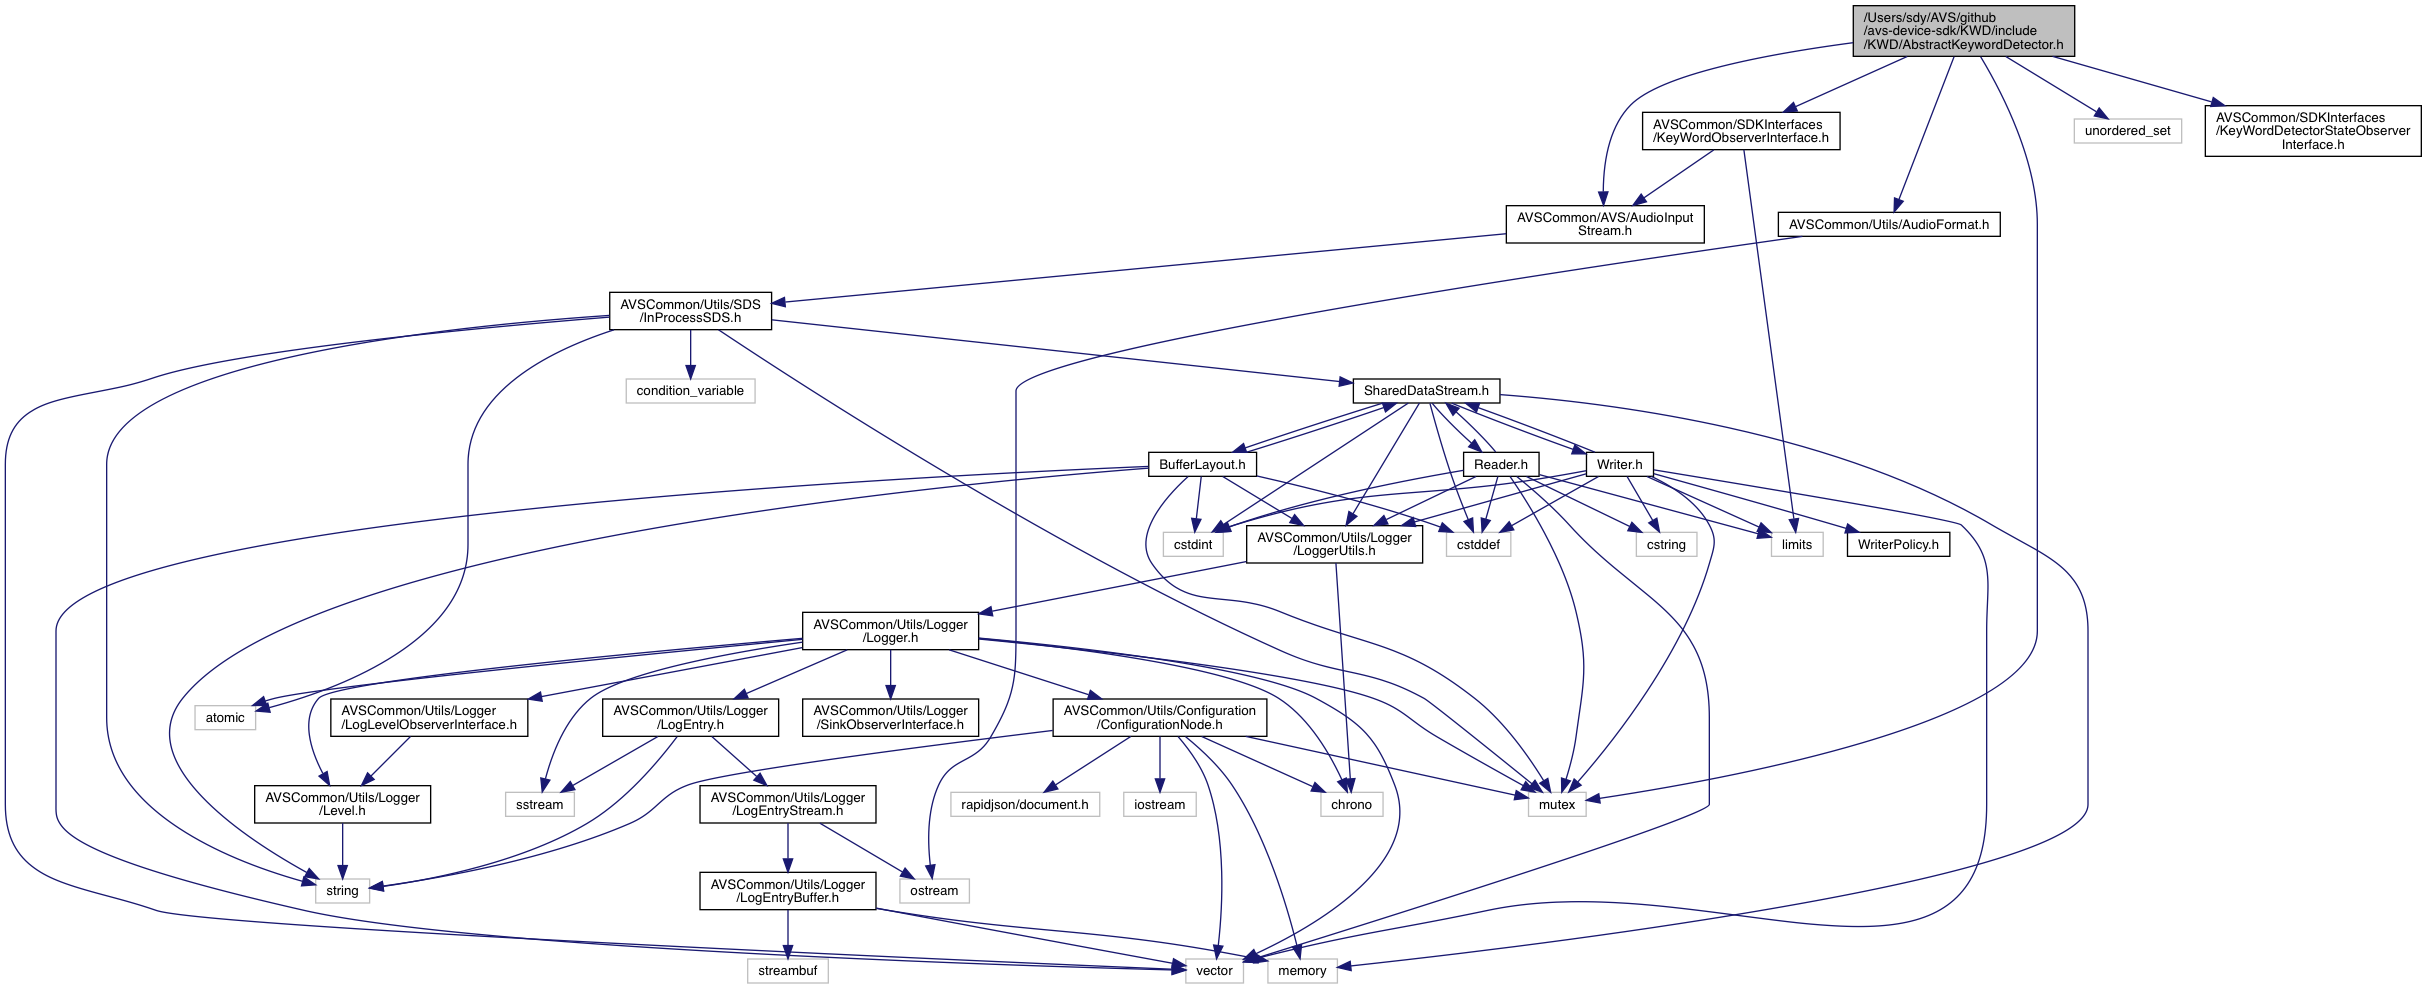 /Users/sdy/AVS/github
/avs-device-sdk/KWD/include
/KWD/AbstractKeywordDetector.h
AVSCommon/SDKInterfaces
/KeyWordObserverInterface.h
unordered_set
AVSCommon/SDKInterfaces
/KeyWordDetectorStateObserver
Interface.h
AVSCommon/AVS/AudioInput
Stream.h
AVSCommon/Utils/AudioFormat.h
AVSCommon/Utils/SDS
/InProcessSDS.h
condition_variable
SharedDataStream.h
BufferLayout.h
Reader.h
Writer.h
cstdint
AVSCommon/Utils/Logger
/LoggerUtils.h
cstddef
cstring
limits
WriterPolicy.h
AVSCommon/Utils/Logger
/Logger.h
atomic
AVSCommon/Utils/Logger
/LogLevelObserverInterface.h
AVSCommon/Utils/Logger
/LogEntry.h
AVSCommon/Utils/Logger
/SinkObserverInterface.h
AVSCommon/Utils/Configuration
/ConfigurationNode.h
AVSCommon/Utils/Logger
/Level.h
sstream
AVSCommon/Utils/Logger
/LogEntryStream.h
rapidjson/document.h
iostream
chrono
mutex
string
AVSCommon/Utils/Logger
/LogEntryBuffer.h
ostream
streambuf
vector
memory